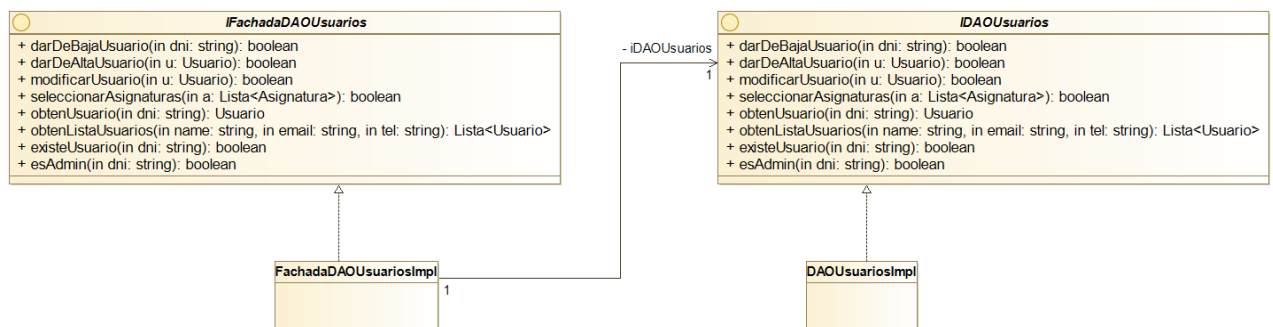 IFachadaDAOUsuarios
+ darDeBajaUsuario(in dni: string): boolean
+ darDeAltaUsuario(in u: Usuario): boolean
+ modificarUsuario(in u: Usuario): boolean
+ seleccionarAsignaturas(in a: Lista<Asignatura>): boolean
+ obtenUsuario(in dni: string): Usuario
+ obtenListaUsuarios(in name: string, in email: string, in tel: string): Lista<Usuario>
+ existeUsuario(in dni: string): boolean
+ esAdmin(in dni: string): boolean
- iDAOUsuarios
1
IDAOUsuarios
+ darDeBajaUsuario(in dni: string): boolean
+ darDeAltaUsuario(in u: Usuario): boolean
+ modificarUsuario(in u: Usuario): boolean
+ seleccionarAsignaturas(in a: Lista<Asignatura>): boolean
+ obtenUsuario(in dni: string): Usuario
+ obtenListaUsuarios(in name: string, in email: string, in tel: string): Lista<Usuario>
+ existeUsuario(in dni: string): boolean
+ esAdmin(in dni: string): boolean
FachadaDAOUsuariosImpl
1
DAOUsuariosImpl